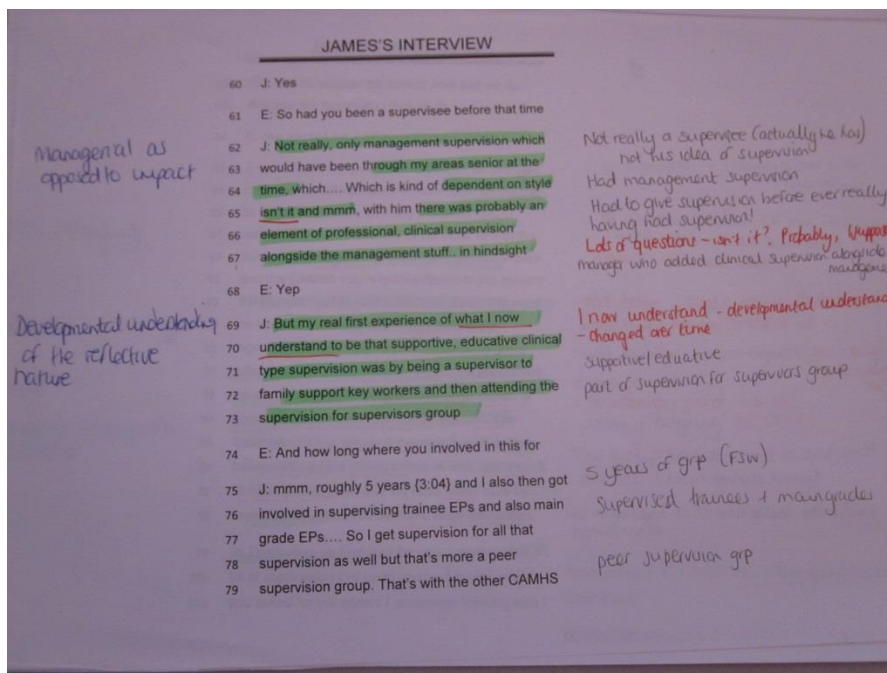 JAMES'S INTERVIEW
60 J: Yes
61 E: So had you been a supervisee before that time
Managerial as
opposed to impact
62 J: Not really, only management supervision which
63 would have been through my areas senior at the
64 time, which.... Which is kind of dependent on style
65 isn't it and mmm, with him there was probably an
66 element of professional, clinical supervision
67 alongside the management stuff.. in hindsight
Not really a supervisee (actually he has)
not his idea of supervision
Had management supervision
Had to give supervision before ever really
having had supervision!
Lots of questions - isn't it?, Probably,
manager who added clinical supervision alongside
68 E: Yep
Developmental understanding
of the reflective
nature
69 J: But my real first experience of what I now
70 understand to be that supportive, educative clinical
71 type supervision was by being a supervisor to
72 family support key workers and then attending the
73 supervision for supervisors group
I now understand - developmental
- changed over time
supportive/educative
part of supervision for supervisors group
74 E: And how long where you involved in this for
75 J: mmm, roughly 5 years {3:04} and I also then got
76 involved in supervising trainee EPs and also main
77 grade EPs.... So I get supervision for all that
78 supervision as well but that's more a peer
79 supervision group. That's with the other CAMHS
5 years of grp (FSW)
Supervised trainees + maingrades
peer supervision grp